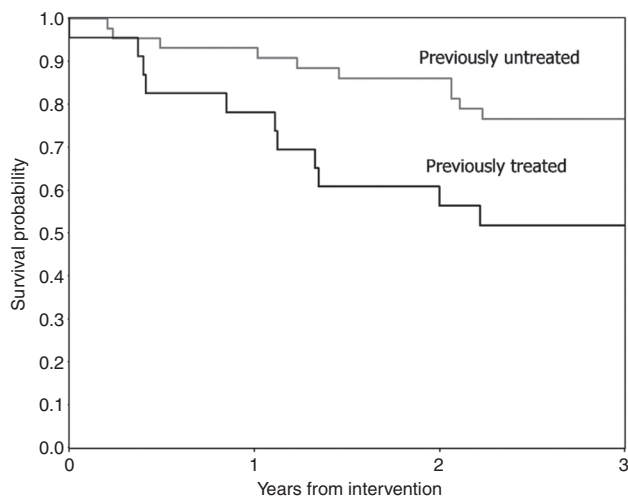 1.0
0.9
0.8
0.7
0.6
0.5
0.4
0.3
0.2
0.1
0.0
Survival probability
Previously untreated
Previously treated
0 1 2 3
Years from intervention